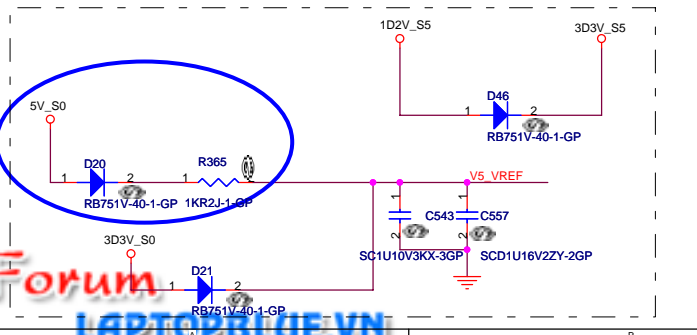 1D2V_S5
3D3V_S5
5V_S0
D46
1 2
RB751V-40-1-GP
D20
R365
1 2 1
RB751V-40-1-GP
1KR2J-1-GP
V5_VREF
1 1
C543
C557
2 2
SC1U10V3KX-3GP
SCD1U16V2ZY-2GP
3D3V_S0
D21
1 2
RB751V-40-1-GP
Forum
LAPTOPBLUE.VN